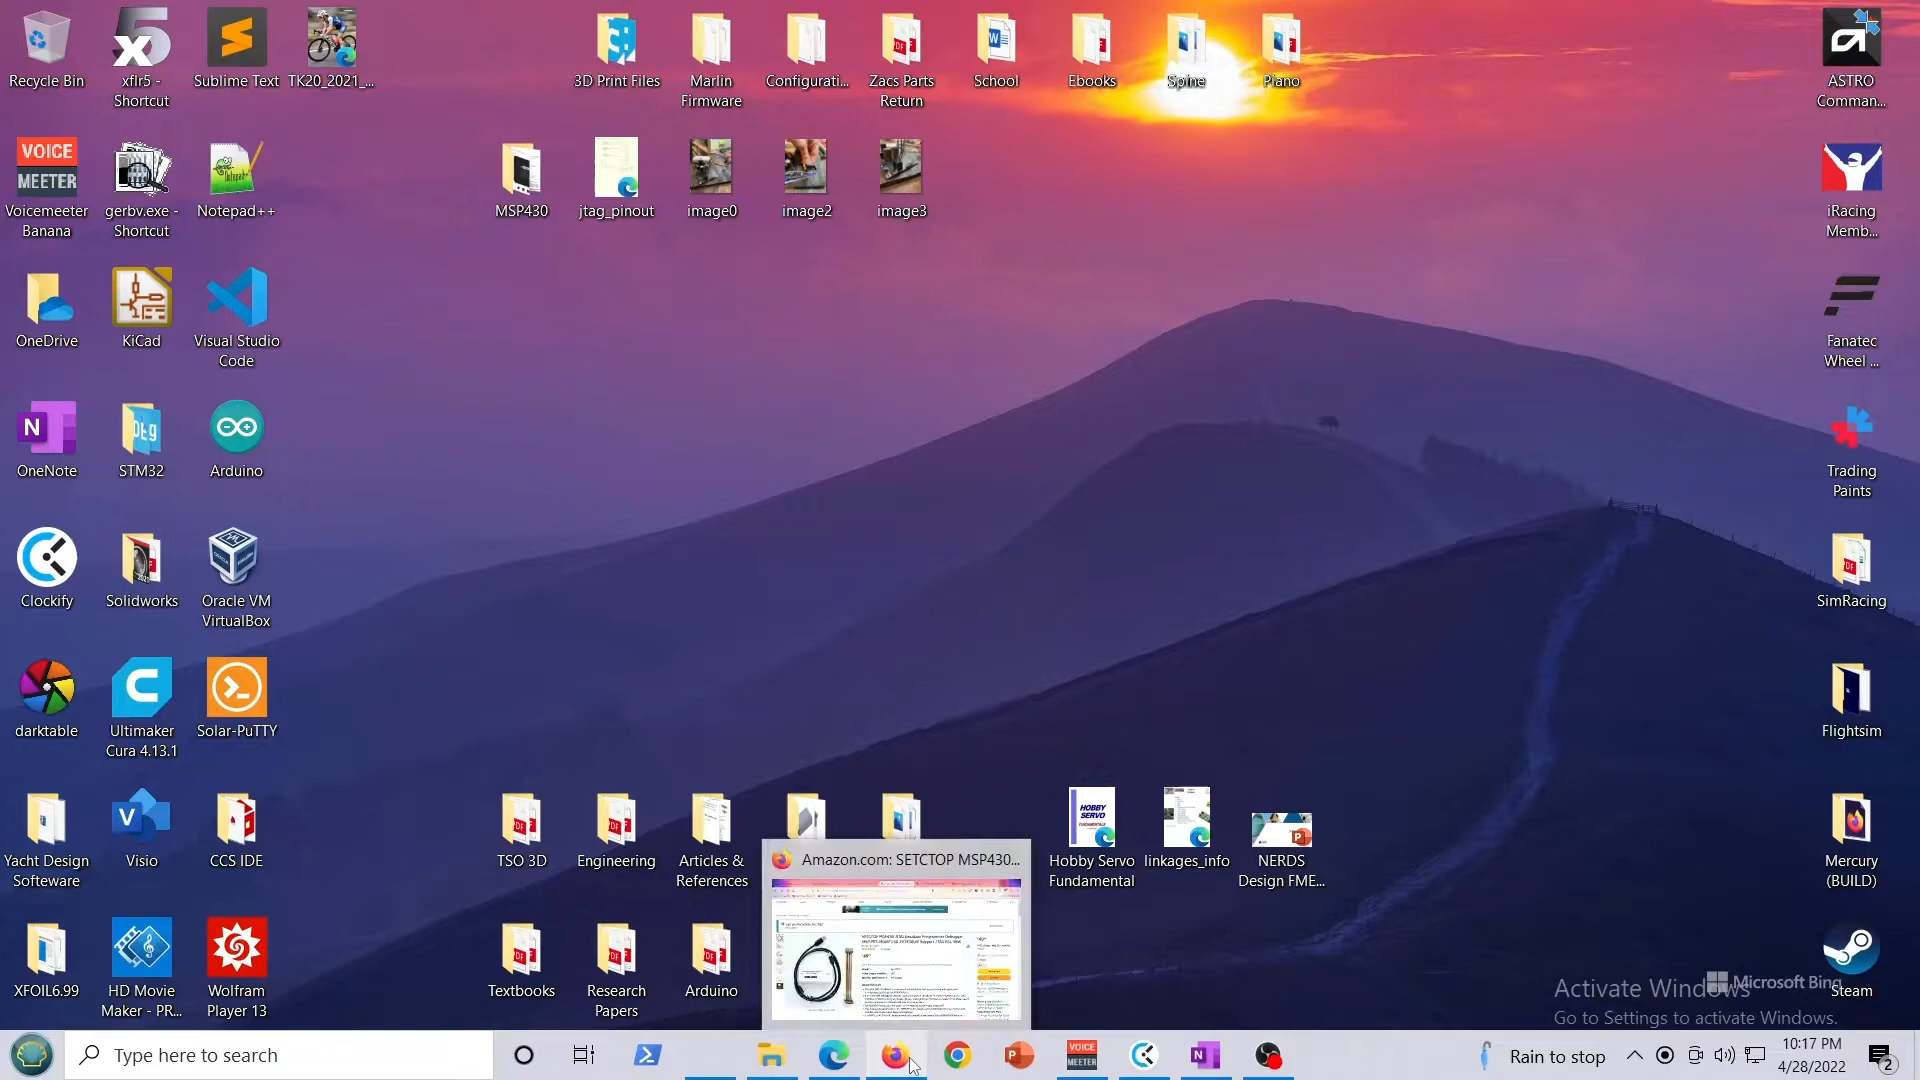 Recycle Bin
xflr5 -
Shortcut
Sublime Text
TK20_2021_...
3D Print Files
Marlin
Firmware
Configurati...
Zacs Parts
Return
School
Ebooks
Spine
Piano
ASTRO
Comman...
VOICE
MEETER
Voicemeeter
Banana
gerbv.exe -
Shortcut
Notepad++
MSP430
jtag_pinout
image0
image2
image3
iRacing
Memb...
OneDrive
KiCad
Visual Studio
Code
Fanatec
Wheel ...
OneNote
STM32
Arduino
Trading
Paints
Clockify
Solidworks
Oracle VM
VirtualBox
SimRacing
darktable
Ultimaker
Cura 4.13.1
Solar-PuTTY
Flightsim
Yacht Design
Softeware
Visio
CCS IDE
TSO 3D
Engineering
Articles &
References
Amazon.com: SETCTOP MSP430...
HOBBY
SERVO
Hobby Servo
Fundamental
linkages_info
NERDS
Design FME...
Mercury
(BUILD)
XFOIL6.99
HD Movie
Maker - PR...
Wolfram
Player 13
Textbooks
Research
Papers
Arduino
Microsoft Bing
Steam
Activate Windows
Go to Settings to activate Windows.
Type here to search
VOICE
MEETER
Rain to stop
10:17 PM
4/28/2022
2